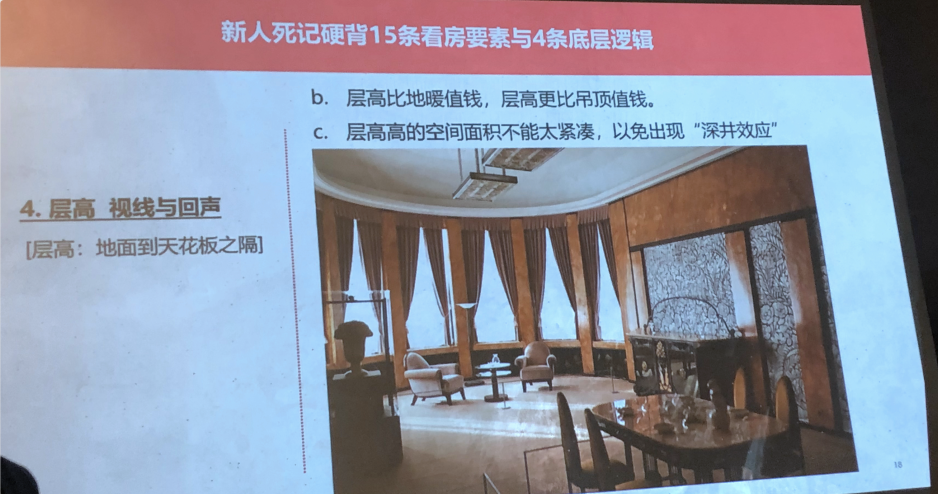 新人死记硬背15条看房要素与4条底层逻辑
b. 层高比地暖值钱，层高更比吊顶值钱。
c. 层高高的空间面积不能太紧凑，以免出现“深井效应”
4. 层高 视线与回声
[层高：地面到天花板之隔]
18